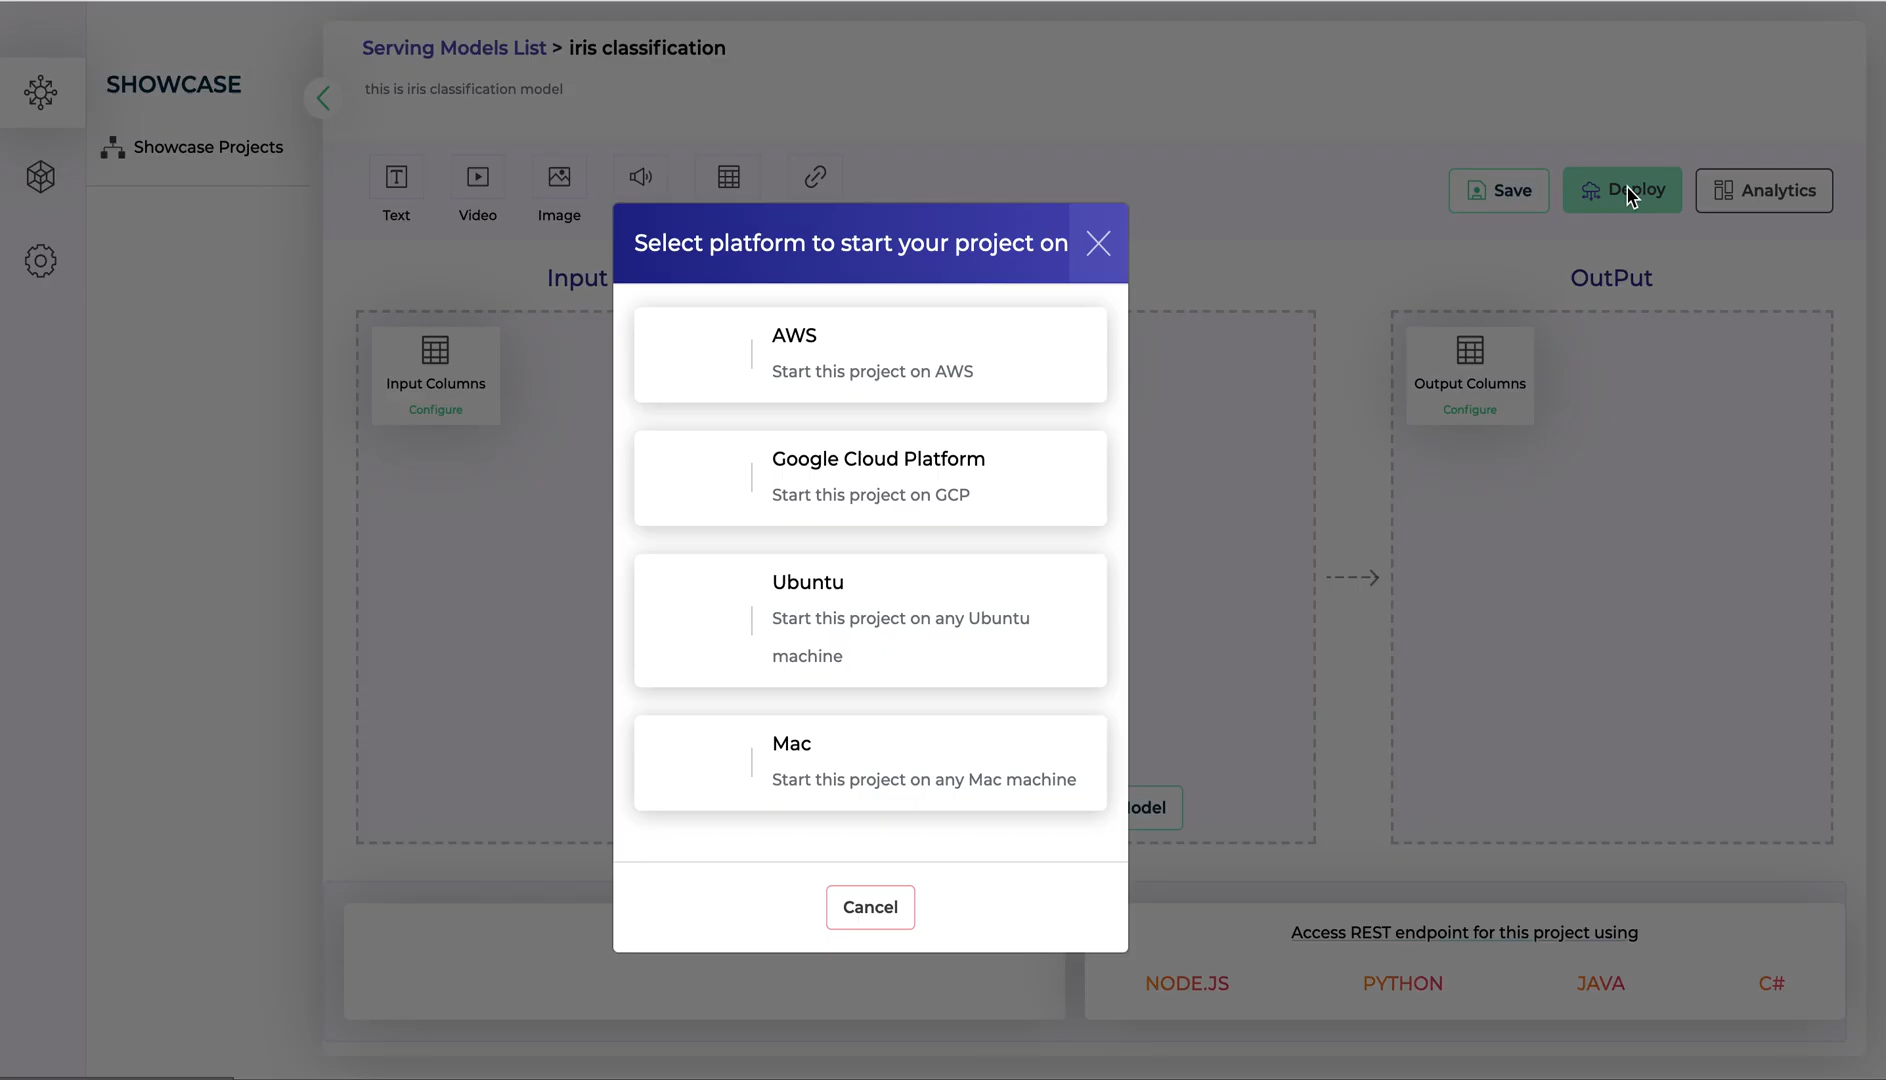 Serving Models List > iris classification
this is iris classification model
SHOWCASE
Showcase Projects
Text
Video
Image
Save
Deploy
Analytics
Select platform to start your project on
Input
OutPut
Input Columns
Configure
Output Columns
Configure
AWS
Start this project on AWS
Google Cloud Platform
Start this project on GCP
Ubuntu
Start this project on any Ubuntu
machine
Mac
Start this project on any Mac machine
Cancel
Access REST endpoint for this project using
NODE.JS
PYTHON
JAVA
C#